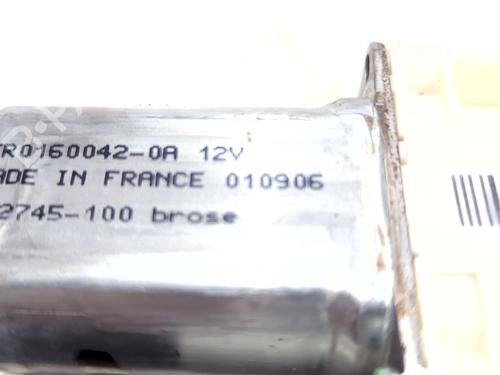 TR0160042-0A 12V
ADE IN FRANCE 010906
2745-100 brose